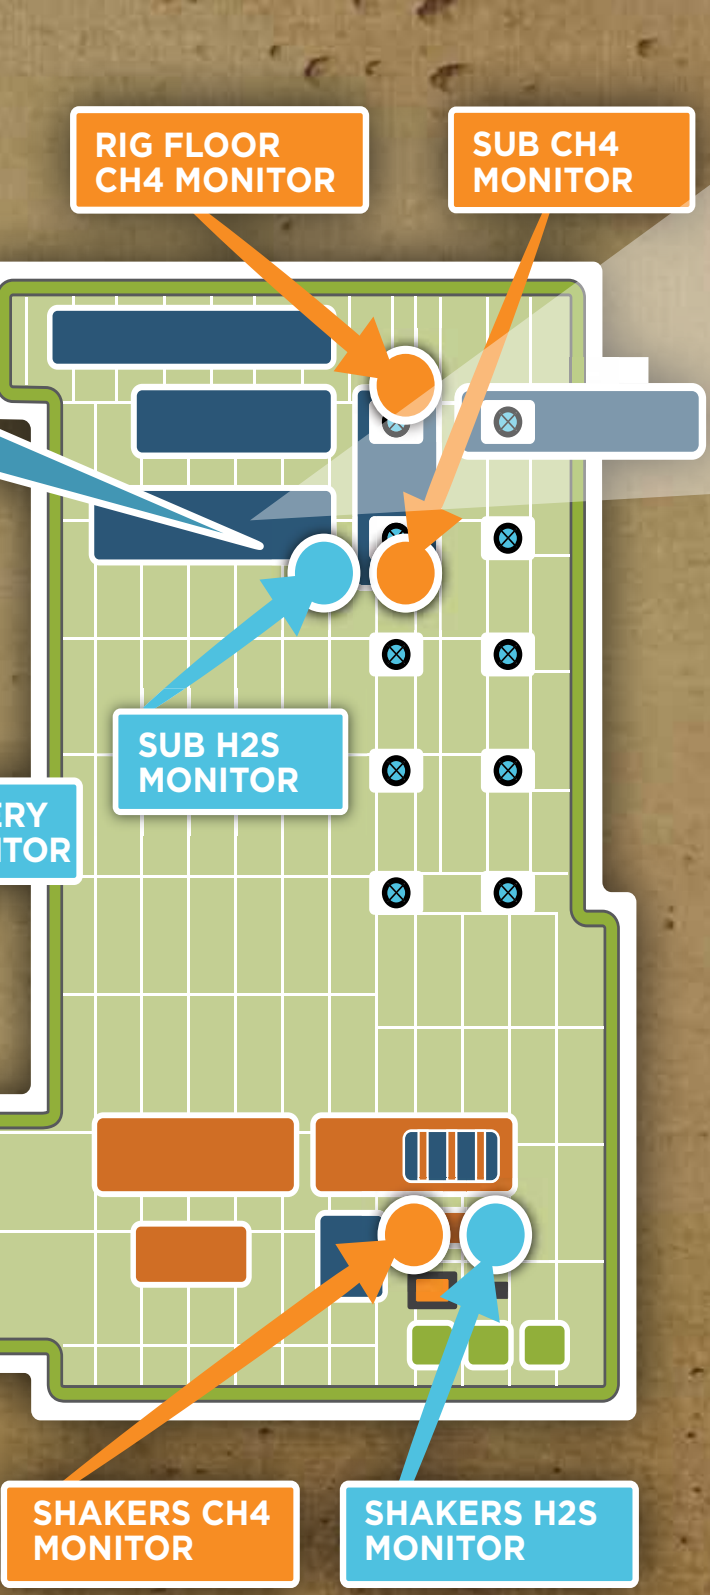 RIG FLOOR
CH4 MONITOR
SUB CH4
MONITOR
SUB H2S
MONITOR
SHAKERS CH4
MONITOR
SHAKERS H2S
MONITOR